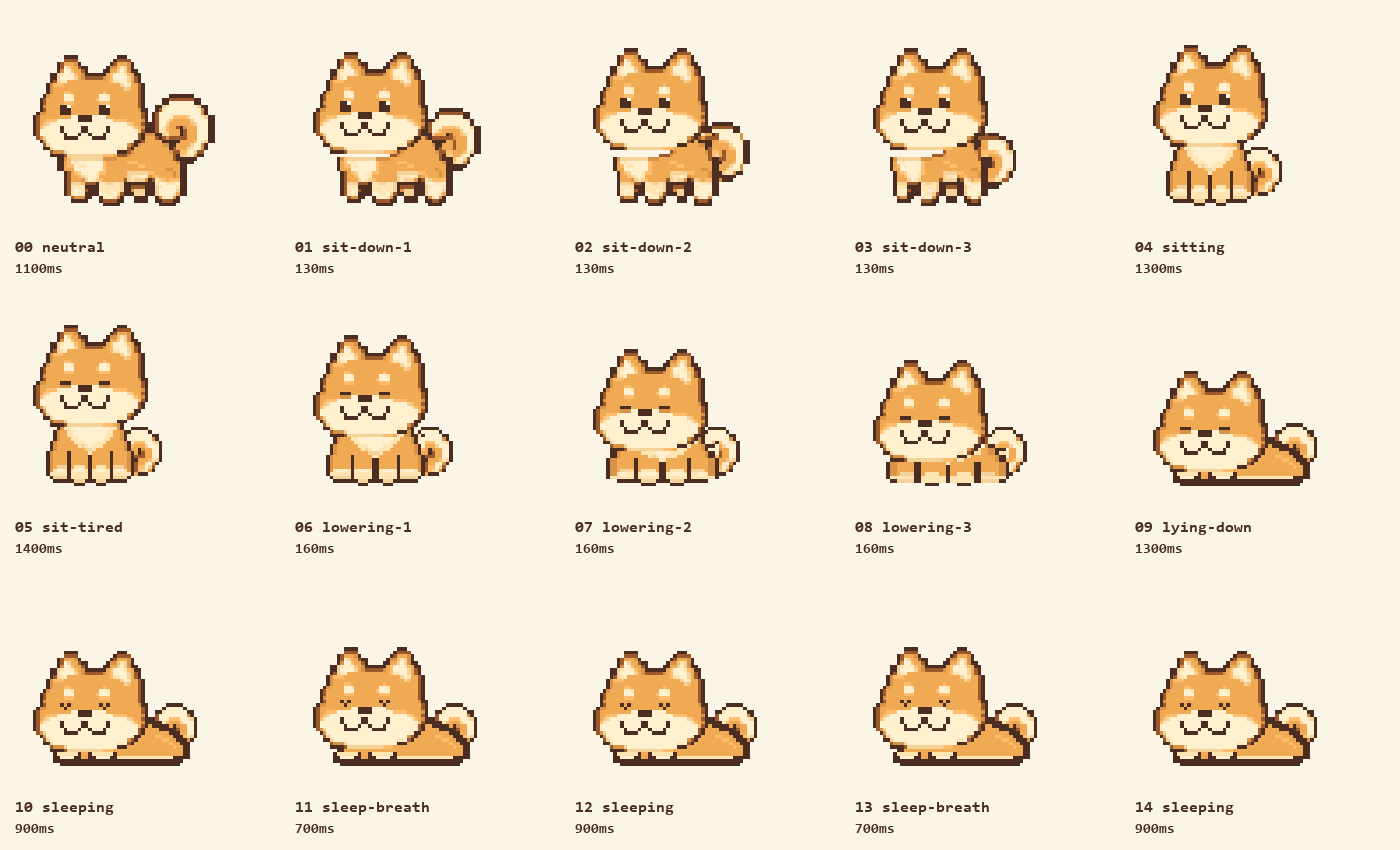 00 neutral
1100ms
01 sit-down-1
130ms
02 sit-down-2
130ms
03 sit-down-3
130ms
04 sitting
1300ms
05 sit-tired
1400ms
06 lowering-1
160ms
07 lowering-2
160ms
08 lowering-3
160ms
09 lying-down
1300ms
10 sleeping
900ms
11 sleep-breath
700ms
12 sleeping
900ms
13 sleep-breath
700ms
14 sleeping
900ms